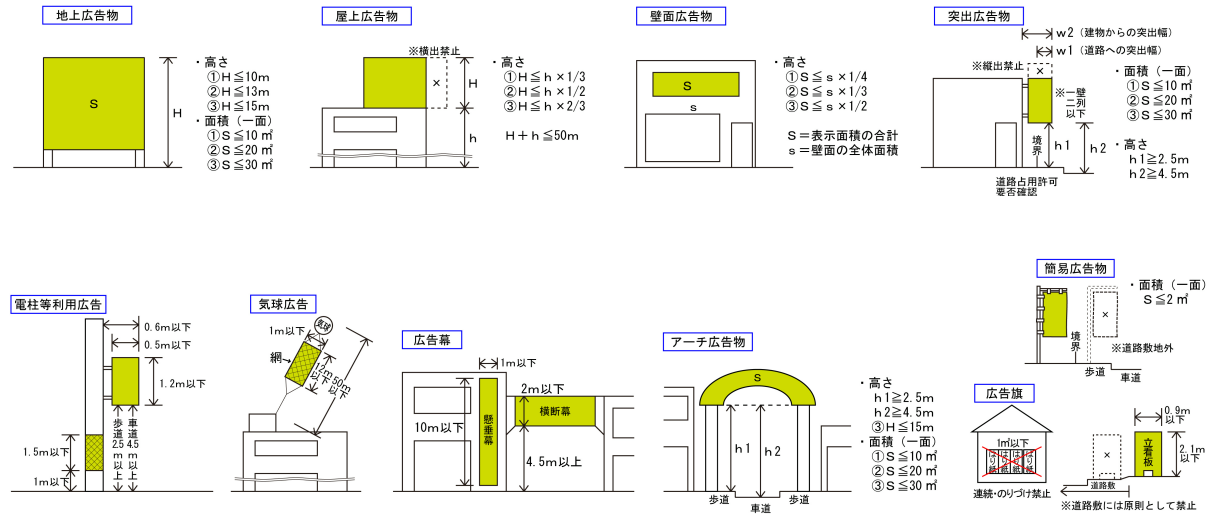 地上広告物
S
H
・高さ
①H≦10m
②H≦13m
③H≦15m
・面積（一面）
①S≦10㎡
②S≦20㎡
③S≦30㎡
屋上広告物
※横出禁止
×
H
h
・高さ
①H≦h×1/3
②H≦h×1/2
③H≦h×2/3
H＋h≦50m
壁面広告物
S
s
・高さ
①S≦s×1/4
②S≦s×1/3
③S≦s×1/2
S＝表示面積の合計
s＝壁面の全体面積
突出広告物
w2（建物からの突出幅）
w1（道路への突出幅）
※縦出禁止
×
※一壁
二列
以下
境界
h1
h2
道路占用許可
要否確認
・面積（一面）
①S≦10㎡
②S≦20㎡
③S≦30㎡
・高さ
h1≧2.5m
h2≧4.5m
電柱等利用広告
0.6m以下
0.5m以下
1.2m以下
歩道2.5m以上
車道4.5m以上
1.5m以下
1m以下
気球広告
1m以下
気球
網
12m以下
50m以下
広告幕
1m以下
2m以下
横断幕
懸垂幕
10m以下
4.5m以上
アーチ広告物
S
h1
h2
歩道
車道
歩道
・高さ
h1≧2.5m
h2≧4.5m
③H≦15m
・面積（一面）
①S≦10㎡
②S≦20㎡
③S≦30㎡
簡易広告物
・面積（一面）
S≦2㎡
×
境界
※道路敷地外
歩道
車道
広告旗
1㎡以下
はり紙
はり紙
はり紙
はり紙
連続・のりづけ禁止
0.9m
以下
×
立看板
2.1m
以下
道路敷
※道路敷には原則として禁止